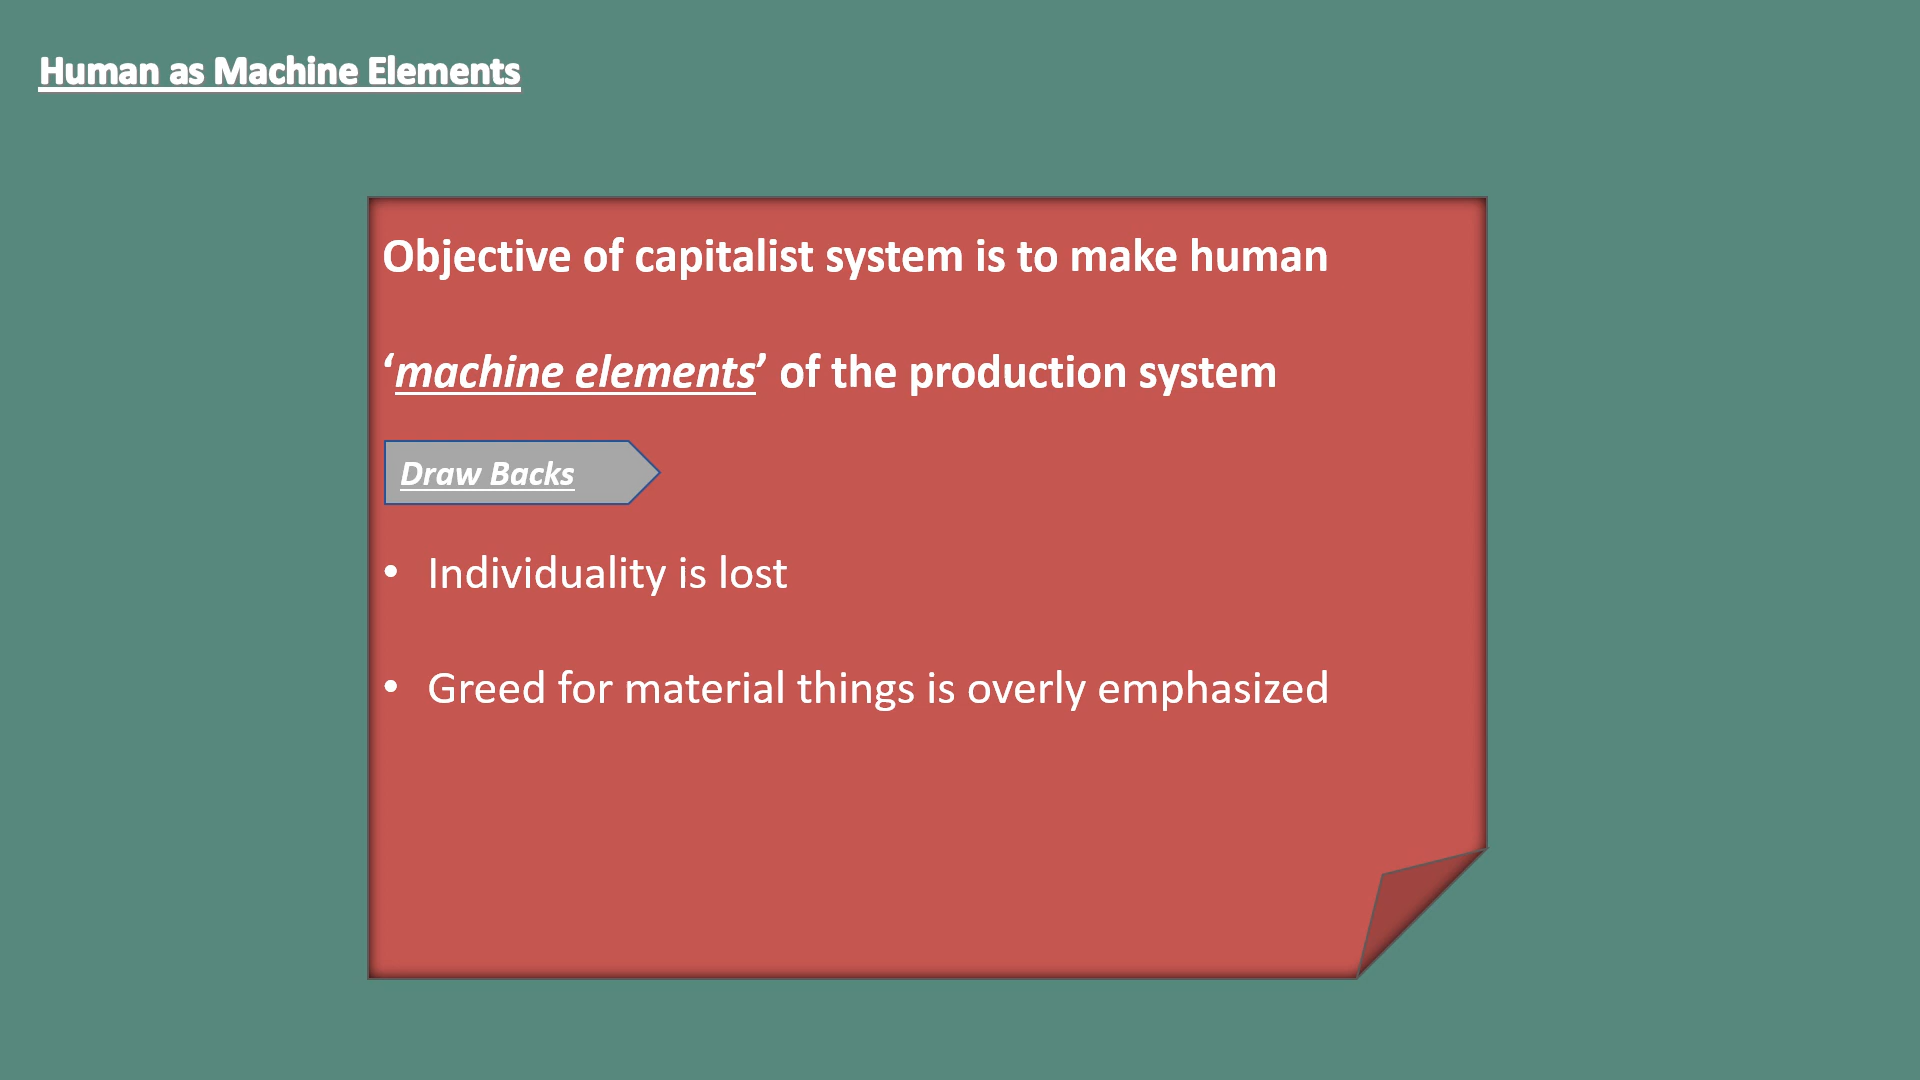 Human as Machine Elements
Objective of capitalist system is to make human
‘machine elements’ of the production system
Draw Backs
• Individuality is lost
• Greed for material things is overly emphasized